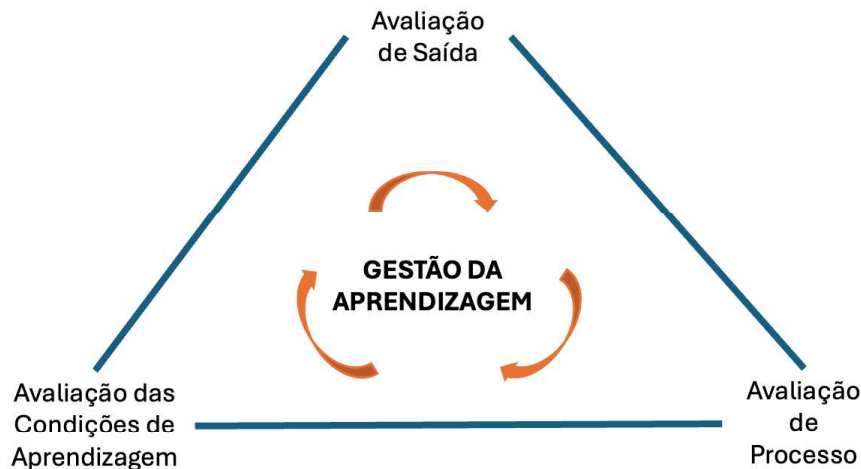 Avaliação
de Saída
GESTÃO DA
APRENDIZAGEM
Avaliação das
Condições de
Aprendizagem
Avaliação
de
Processo